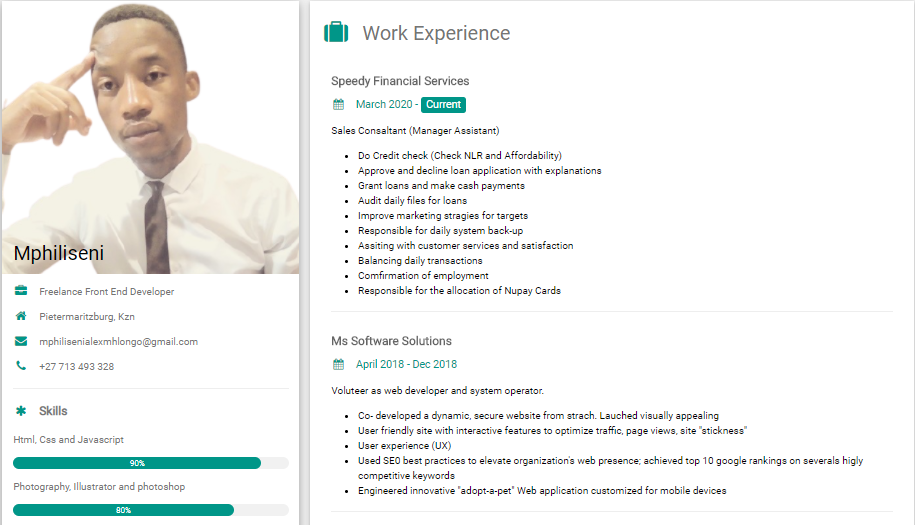 Mphiliseni
Freelance Front End Developer
Pietermaritzburg, Kzn
mphilisenialexmhlongo@gmail.com
+27 713 493 328
Skills
Html, Css and Javascript
90%
Photography, Illustrator and photoshop
80%
Work Experience
Speedy Financial Services
March 2020 - Current
Sales Consaltant (Manager Assistant)
Do Credit check (Check NLR and Affordability)
Approve and decline loan application with explanations
Grant loans and make cash payments
Audit daily files for loans
Improve marketing stragies for targets
Responsible for daily system back-up
Assiting with customer services and satisfaction
Balancing daily transactions
Comfirmation of employment
Responsible for the allocation of Nupay Cards
Ms Software Solutions
April 2018 - Dec 2018
Voluteer as web developer and system operator.
Co- developed a dynamic, secure website from strach. Lauched visually appealing
User friendly site with interactive features to optimize traffic, page views, site "stickness"
User experience (UX)
Used SE0 best practices to elevate organization's web presence; achieved top 10 google rankings on severals higly
competitive keywords
Engineered innovative "adopt-a-pet" Web application customized for mobile devices